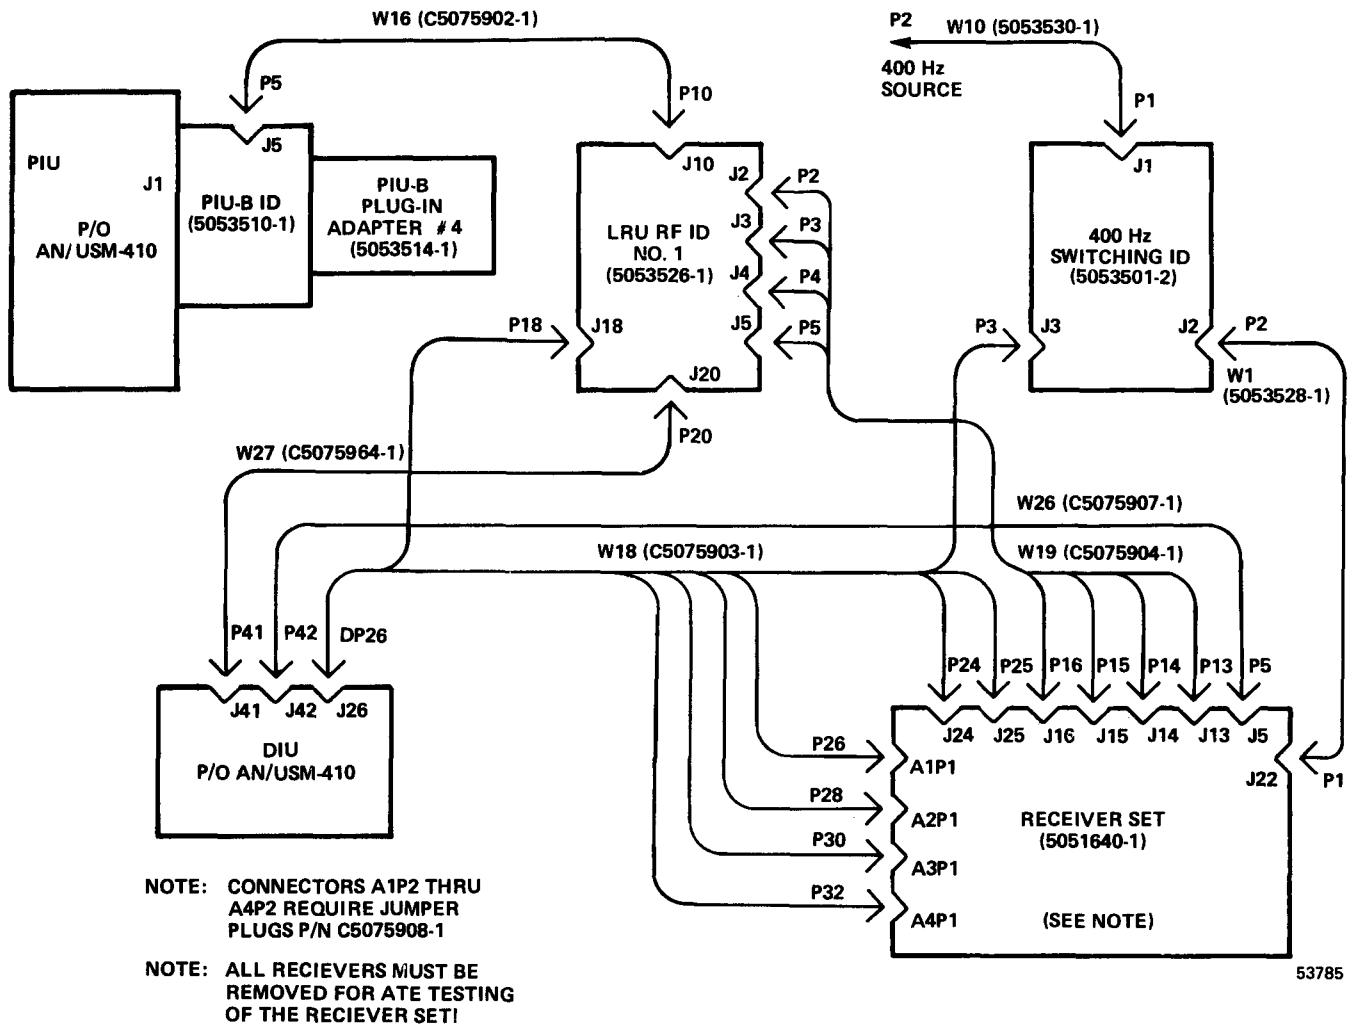 W16 (C5075902-1)
P5
P10
P2
W10 (5053530-1)
400 Hz
SOURCE
P1
PIU
J1
P/O
AN/USM-410
J5
PIU-B ID
(5053510-1)
PIU-B
PLUG-IN
ADAPTER #4
(5053514-1)
J10
J2
P2
J3
P3
LRU RF ID
NO. 1
(5053526-1)
J4
P4
J5
P5
P18
J18
J20
P20
J1
400 Hz
SWITCHING ID
(5053501-2)
P3
J3
J2
P2
W1
(5053528-1)
W27 (C5075964-1)
W26 (C5075907-1)
W18 (C5075903-1)
W19 (C5075904-1)
P41
P42
DP26
J41
J42
J26
DIU
P/O AN/USM-410
P24
P25
P16
P15
P14
P13
P5
J24
J25
J16
J15
J14
J13
J5
J22
P1
P26
A1P1
P28
A2P1
P30
A3P1
P32
A4P1
RECEIVER SET
(5051640-1)
(SEE NOTE)
NOTE: CONNECTORS A1P2 THRU
A4P2 REQUIRE JUMPER
PLUGS P/N C5075908-1
NOTE: ALL RECIEVERS MUST BE
REMOVED FOR ATE TESTING
OF THE RECIEVER SET!
53785